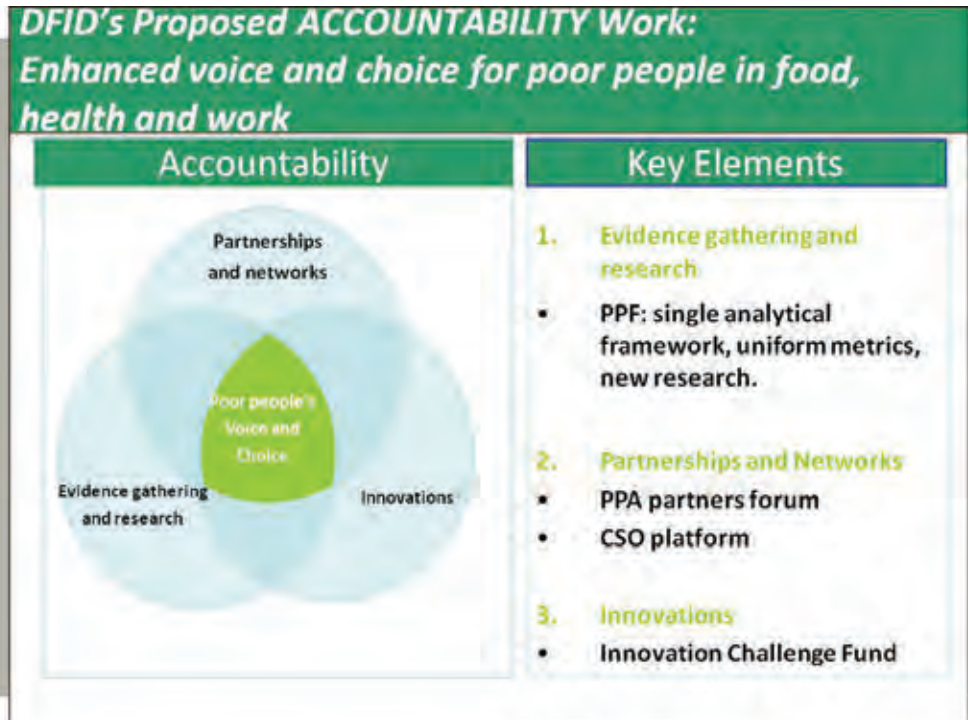 DFID's Proposed ACCOUNTABILITY Work:
Enhanced voice and choice for poor people in food,
health and work
Accountability
Partnerships
and networks
Poor people's
Voice and
Choice
Evidence gathering
and research
Innovations
Key Elements
1. Evidence gathering and
research
• PPF: single analytical
framework, uniform metrics,
new research.
2. Partnerships and Networks
• PPA partners forum
• CSO platform
3. Innovations
• Innovation Challenge Fund